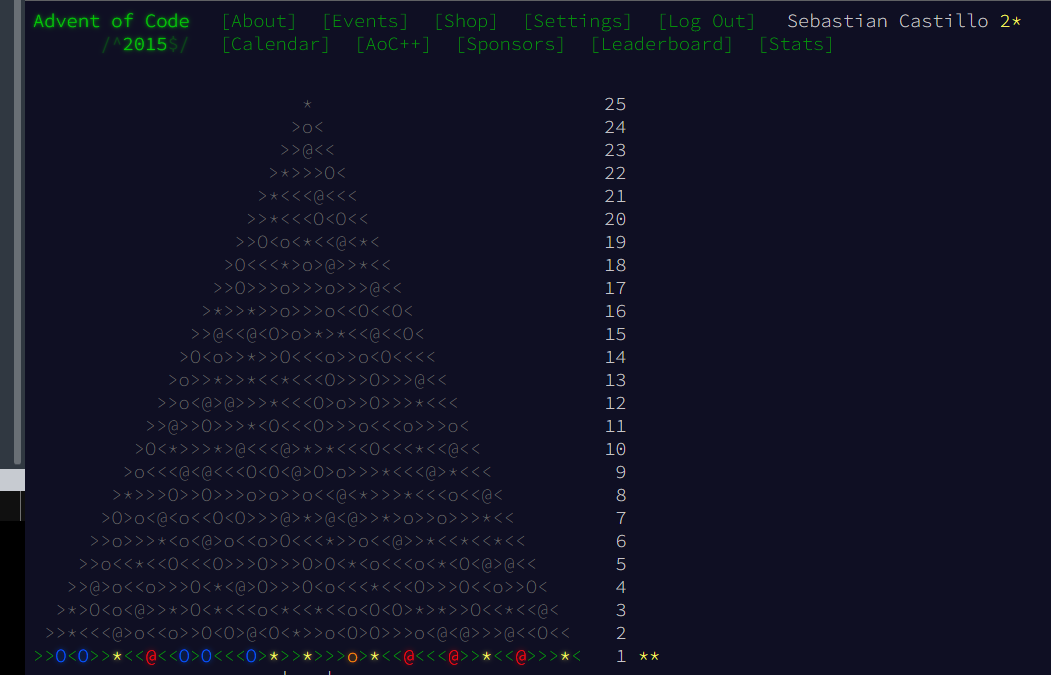 Advent of Code [About] [Events] [Shop] [Settings] [Log Out] Sebastian Castillo 2*
/^2015$/ [Calendar] [AoC++] [Sponsors] [Leaderboard] [Stats]
* 25
>o< 24
>>@<< 23
>*>>>O< 22
>*<<<@<<< 21
>>*<<<O<O<< 20
>>O<o<*<<@<*< 19
>O<<<*>o>@>>*<< 18
>>O>>>o>>>o>>>@<< 17
>*>>*>>o>>>o<<O<<O< 16
>>@<<@<O>o>*>*<<@<<O< 15
>O<o>>*>>O<<<o>>o<O<<<< 14
>o>>*>>*<<*<<<O>>>O>>>@<< 13
>>o<@>@>>>*<<<O>o>>O>>>*<<< 12
>>@>>O>>>*<O<<<O>>>o<<<o>>>o< 11
>O<*>>>*>@<<<@>*>*<<<O<<<*<<@<< 10
>o<<<@<@<<<O<O<@>O>o>>>*<<<@>*<<< 9
>*>>>O>>O>>>o>o>>o<<@<*>>>*<<<o<<@< 8
>O>o<@<o<<O<O>>>@>*>@<@>>*>o>>o>>>*<< 7
>>o>>>*<o<@>o<<o>O<<<*>>o<<@>>*<<*<<*<< 6
>>o<<*<<O<<<O>>>O>>>O>O<*<o<<<o<*<O<@>@<< 5
>>@>o<<o>>>O<*<@>O>>>O<*<o<<<*<<<O>>>O<<o>>O< 4
>*>O<o<@>>*>O<*<<<o<*<<*<<o<O<O>*>*>>O<<*<<@< 3
>>*<<<@>o<<o>>O<O>@<O<*>>o<O>O>>>o<@<@>>>@<<O<< 2
>>O<O>>*<<@<<O>O<<<O>*>>*>>>o>*<<@<<<@>>*<<@>>>*< 1 **